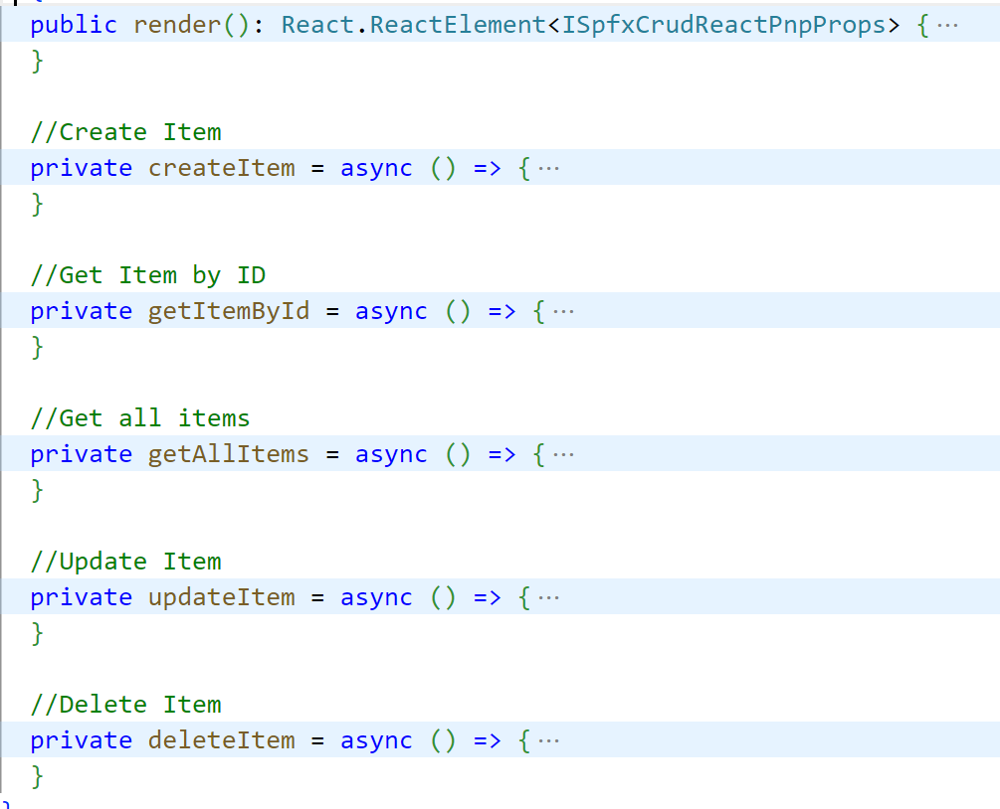 public render(): React.ReactElement<ISpfxCrudReactPnpProps> {···
}
//Create Item
private createItem = async () => {···
}
//Get Item by ID
private getItemById = async () => {···
}
//Get all items
private getAllItems = async () => {···
}
//Update Item
private updateItem = async () => {···
}
//Delete Item
private deleteItem = async () => {···
}